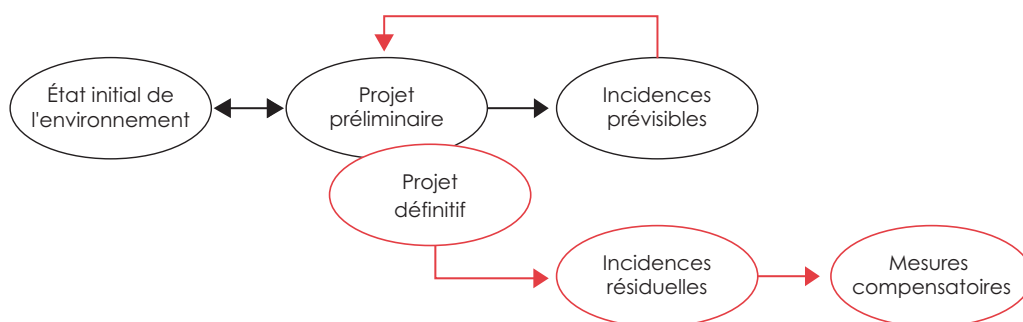 État initial de
l'environnement
Projet
préliminaire
Incidences
prévisibles
Projet
définitif
Incidences
résiduelles
Mesures
compensatoires